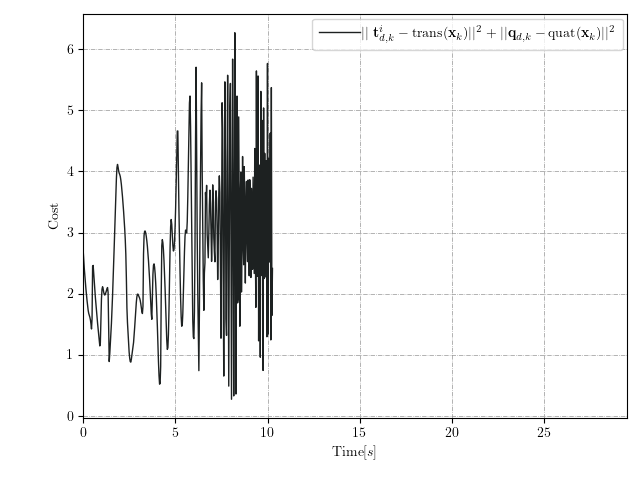 || t^i_{d,k} − trans(x_k)||^2 + ||q_{d,k} − quat(x_k)||^2
6
5
4
3
2
1
0
Cost
0 5 10 15 20 25
Time[s]